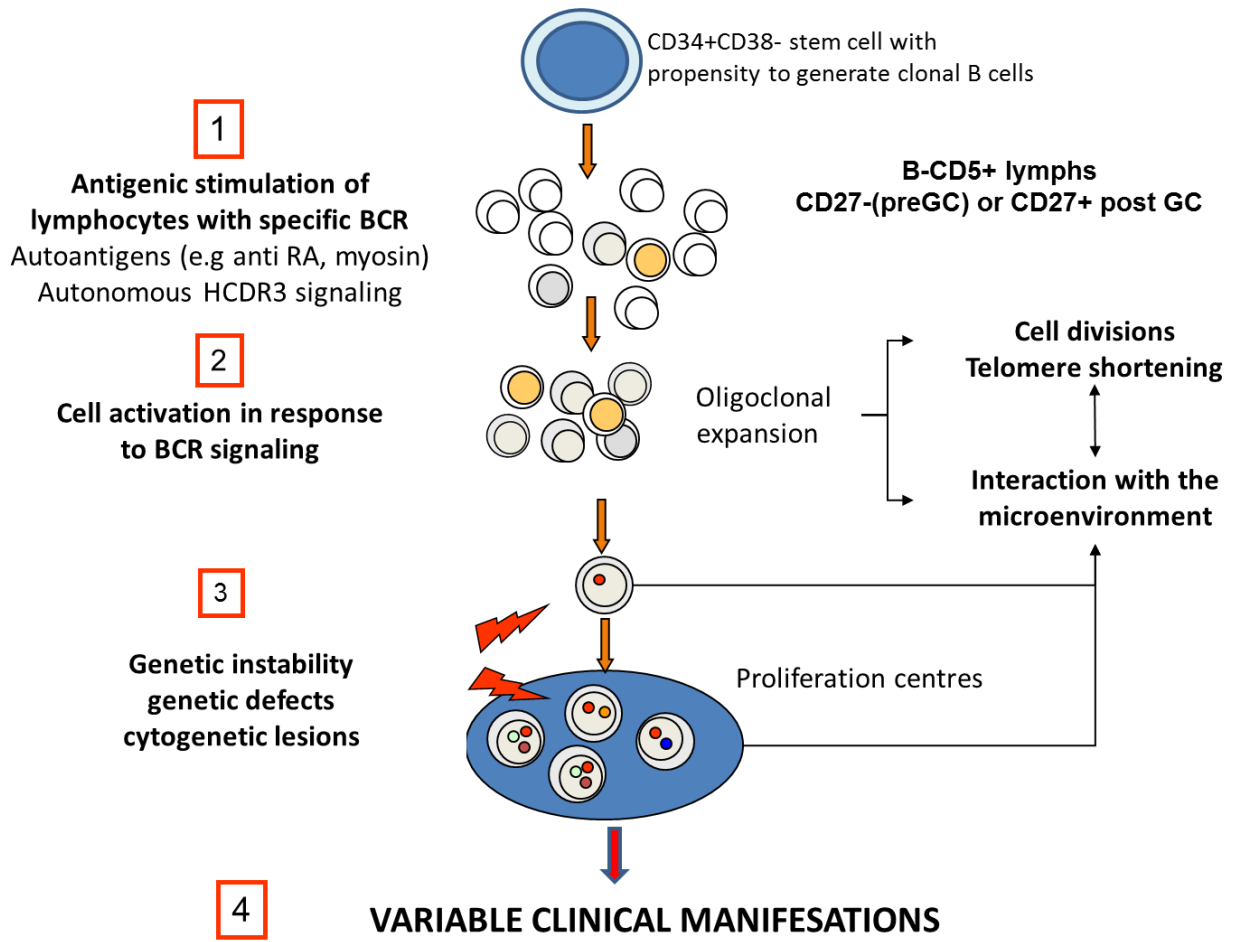 CD34+CD38- stem cell with
propensity to generate clonal B cells
1
Antigenic stimulation of
lymphocytes with specific BCR
Autoantigens (e.g anti RA, myosin)
Autonomous HCDR3 signaling
B-CD5+ lymphs
CD27-(preGC) or CD27+ post GC
2
Cell activation in response
to BCR signaling
Oligoclonal
expansion
Cell divisions
Telomere shortening
Interaction with the
microenvironment
3
Genetic instability
genetic defects
cytogenetic lesions
Proliferation centres
4
VARIABLE CLINICAL MANIFESATIONS